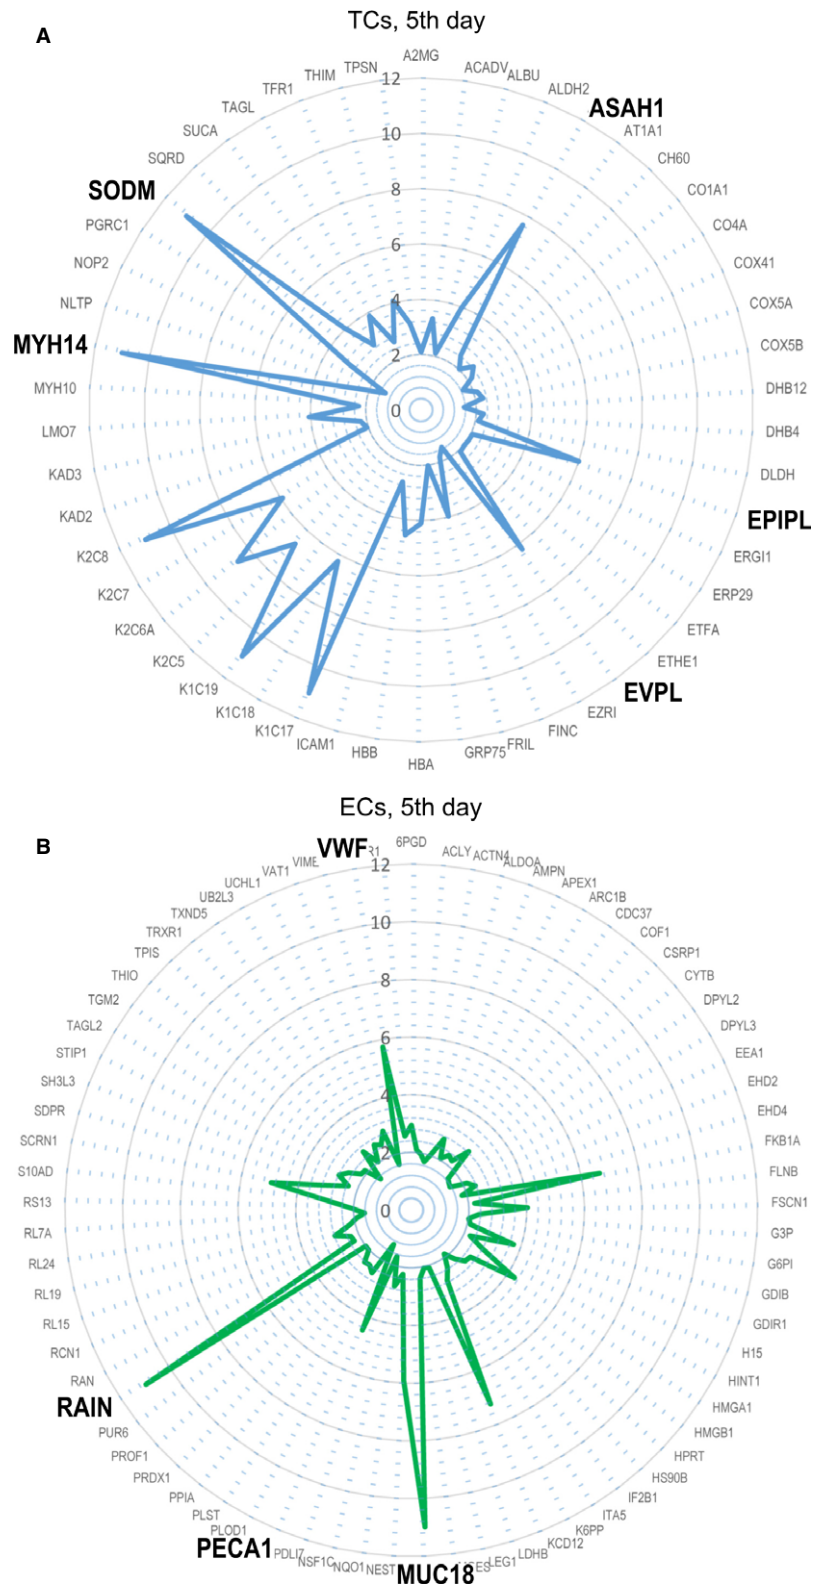 TCs, 5th day
A
A2MG
ACADV
ALBU
ALDH2
ASAH1
AT1A1
CH60
CO1A1
CO4A
COX41
COX5A
COX5B
DHB12
DHB4
DLDH
EPIPL
ERGI1
ERP29
ETFA
ETHE1
EVPL
EZRI
FINC
FRIL
GRP75
HBA
HBB
ICAM1
K1C17
K1C18
K1C19
K2C5
K2C6A
K2C7
K2C8
KAD2
KAD3
LMO7
MYH10
MYH14
NLTP
NOP2
PGRC1
SODM
SQRD
SUCA
TAGL
TFR1
THIM
TPSN
12
10
8
6
4
2
0
ECs, 5th day
B
6PGD
ACLY
ACTN4
ALDOA
AMPN
APEX1
ARC1B
CDC37
COF1
CSRP1
CYTB
DPYL2
DPYL3
EEA1
EHD2
EHD4
FKB1A
FLNB
FSCN1
G3P
G6PI
GDIB
GDIR1
H15
HINT1
HMGA1
HMGB1
HPRT
HS90B
IF2B1
ITA5
K6PP
KCD12
LDHB
LEG1
MUC18
NEST
NQO1
NSF1C
PDLI7
PECA1
PLOD1
PLST
PPIA
PRDX1
PROF1
PUR6
RAIN
RAN
RCN1
RL15
RL19
RL24
RL7A
RS13
S10AD
SCRN1
SDPR
SH3L3
STIP1
TAGL2
TGM2
THIO
TPIS
TRXR1
TXND5
UB2L3
UCHL1
VAT1
VIME
VWF
12
10
8
6
4
2
0